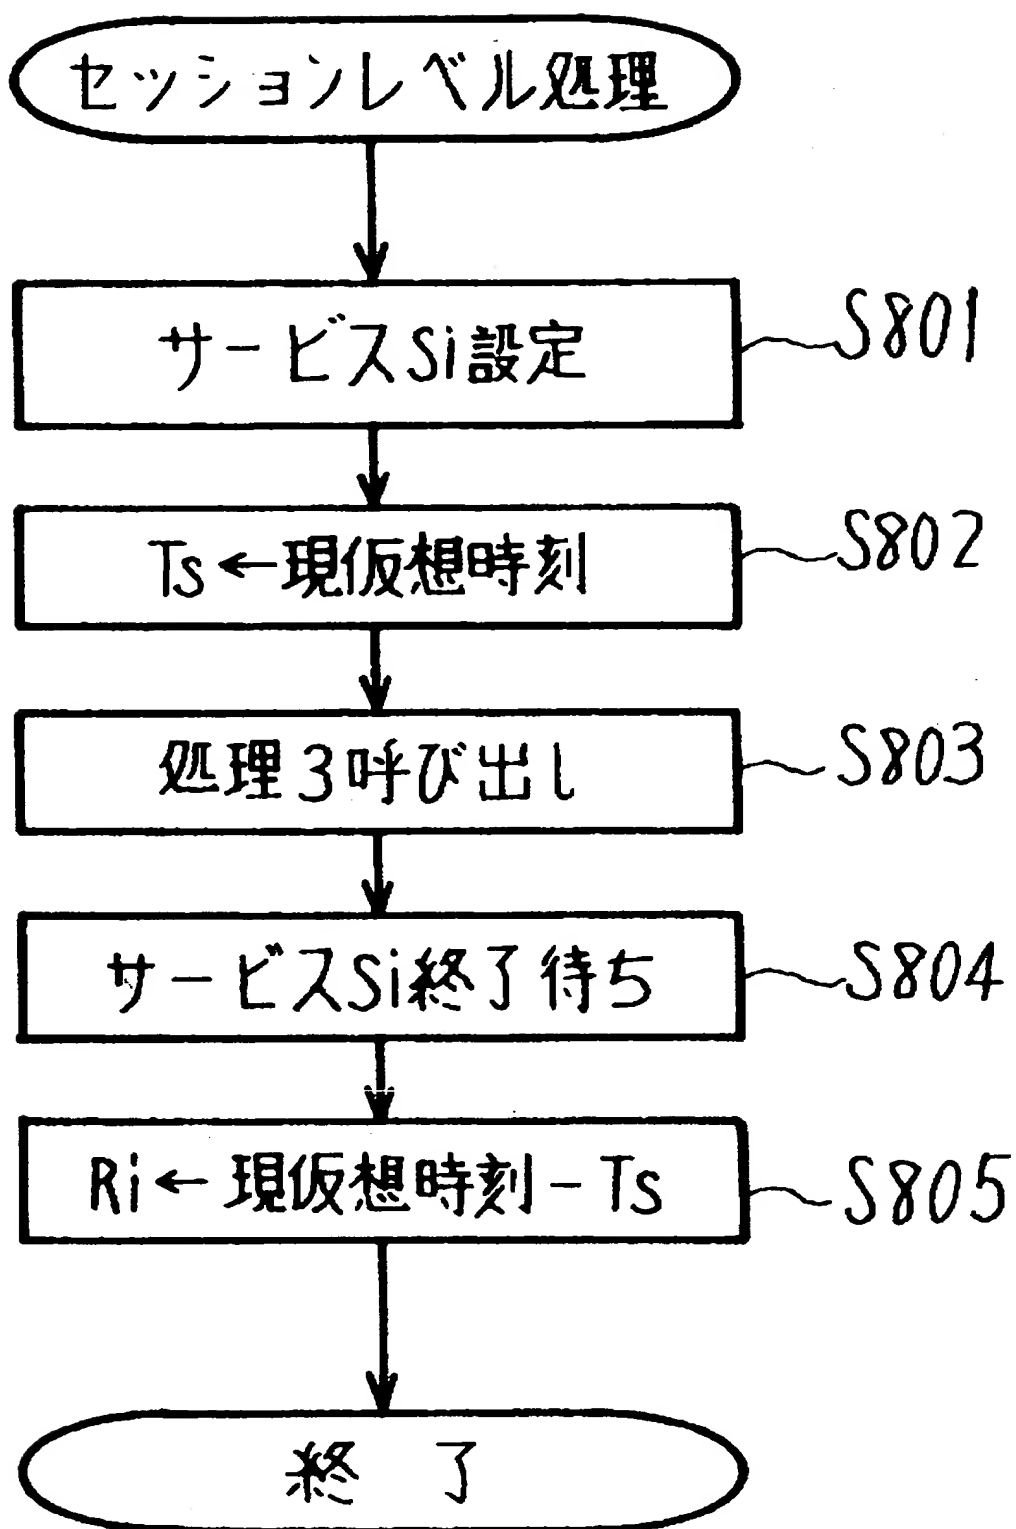 セッションレベル処理
サービスSi設定
S801
Ts←現仮想時刻
S802
処理3呼び出し
S803
サービスSi終了待ち
S804
Ri←現仮想時刻-Ts
S805
終了